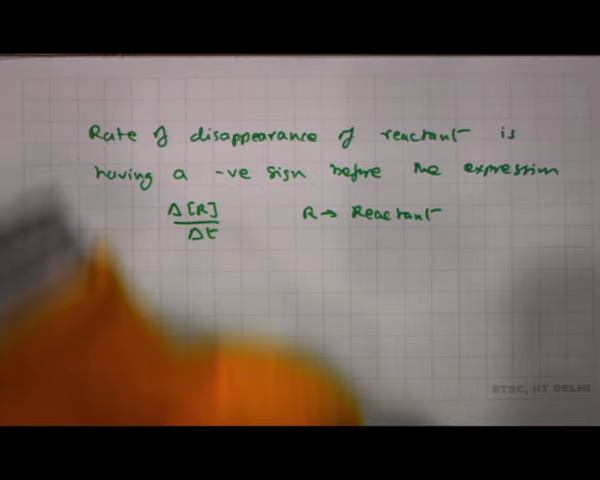 Rate of disappearance of reactant is
having a -ve sign before the expression
Δ[R]/Δt R → Reactant
ETSC, IIT DELHI